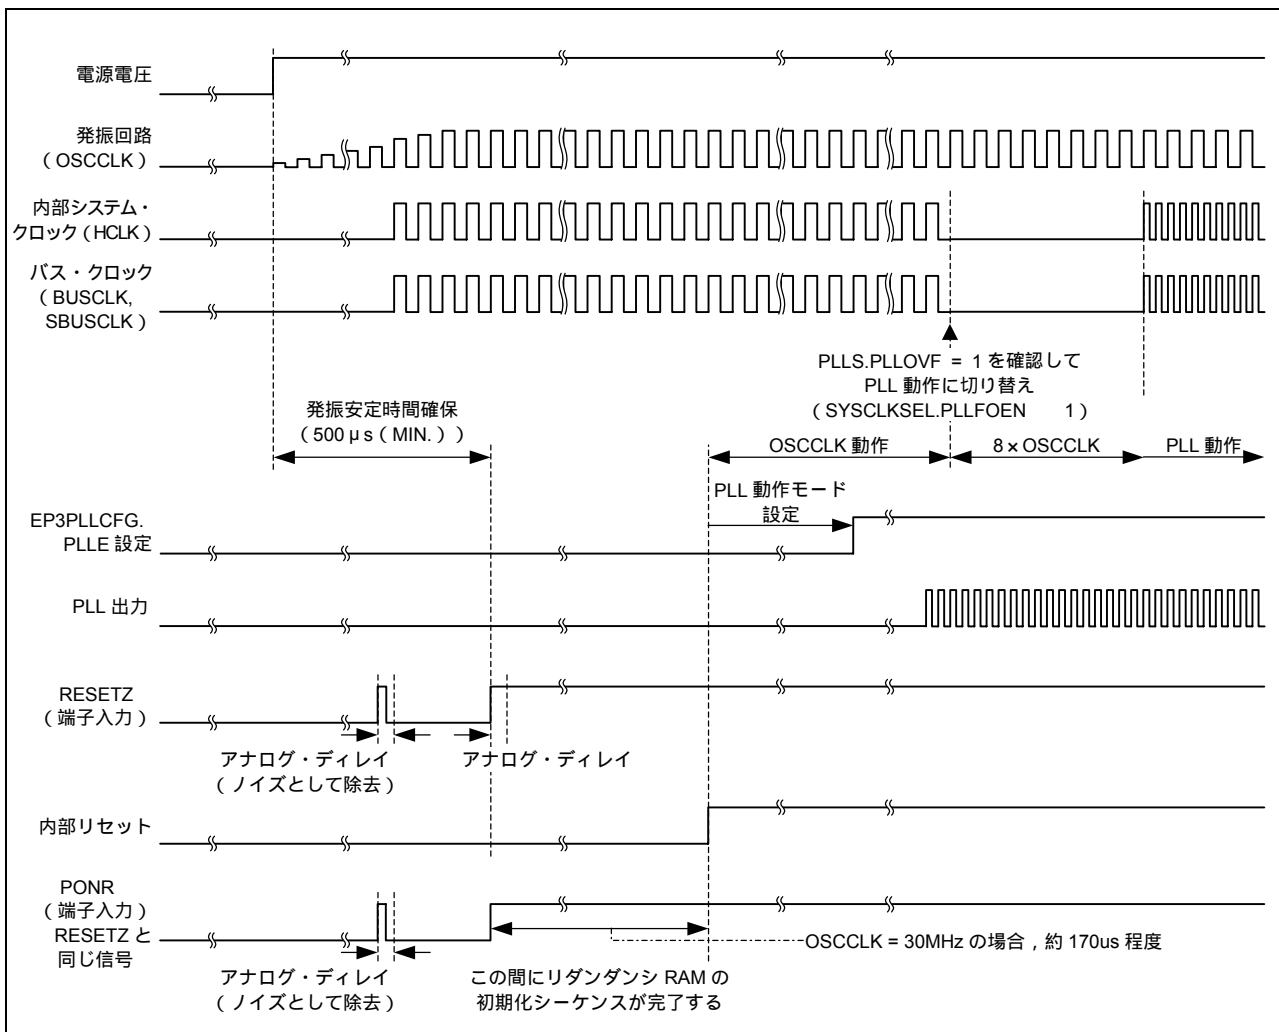 電源電圧
発振回路
（OSCCLK）
内部システム・
クロック（HCLK）
バス・クロック
（BUSCLK,
SBUSCLK）
PLLS.PLLOVF = 1 を確認して
PLL 動作に切り替え
（SYSCLKSEL.PLLFOEN 1）
発振安定時間確保
（500 μs（MIN.））
OSCCLK 動作
8×OSCCLK
PLL 動作
PLL 動作モード
設定
EP3PLLCFG.
PLLE 設定
PLL 出力
RESETZ
（端子入力）
アナログ・ディレイ
（ノイズとして除去）
アナログ・ディレイ
内部リセット
PONR
（端子入力）
RESETZ と
同じ信号
OSCCLK = 30MHz の場合，約 170us 程度
アナログ・ディレイ
（ノイズとして除去）
この間にリダンダンシ RAM の
初期化シーケンスが完了する